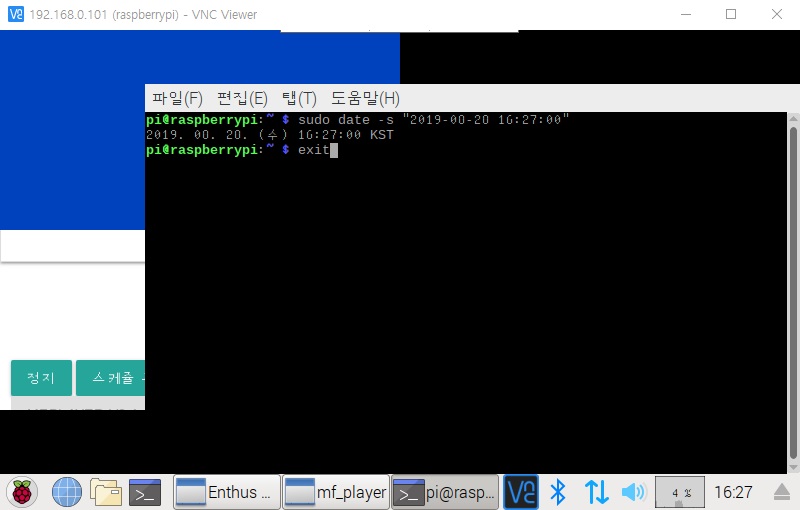 192.168.0.101 (raspberrypi) - VNC Viewer
파일(F) 편집(E) 탭(T) 도움말(H)
pi@raspberrypi:~ $ sudo date -s "2019-00-20 16:27:00"
2019. 00. 20. (수) 16:27:00 KST
pi@raspberrypi:~ $ exit
정지 스케쥴
Enthus ... mf_player pi@rasp... 4 % 16:27